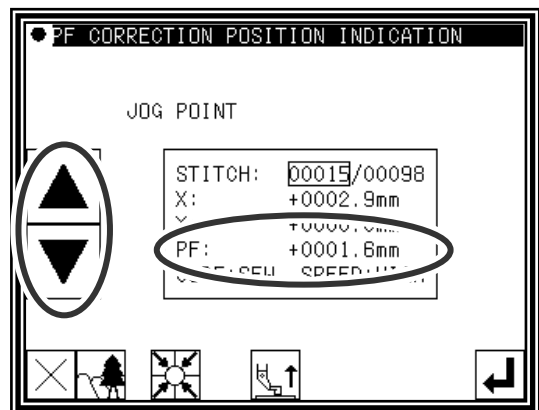 PF CORRECTION POSITION INDICATION
JOG POINT
STITCH: 00015/00098
X: +0002.9mm
PF: +0001.6mm